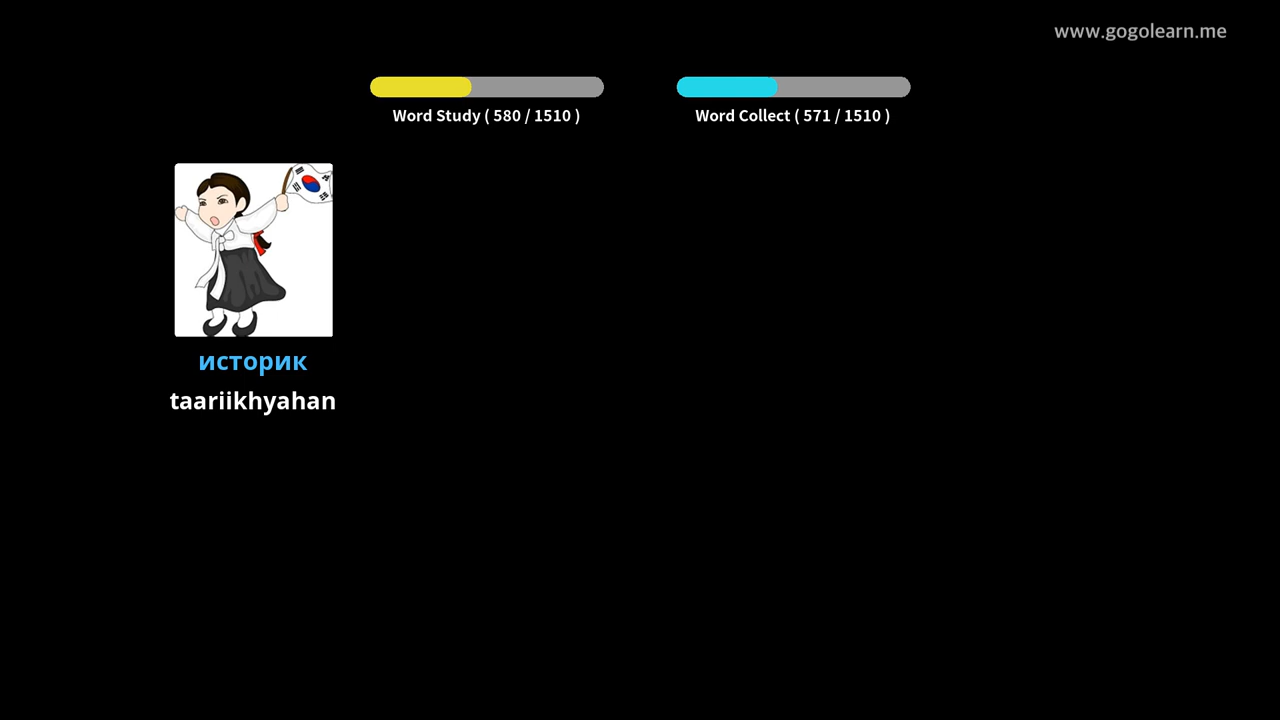 www.gogolearn.me
Word Study ( 580 / 1510 )
Word Collect ( 571 / 1510 )
историк
taariikhyahan